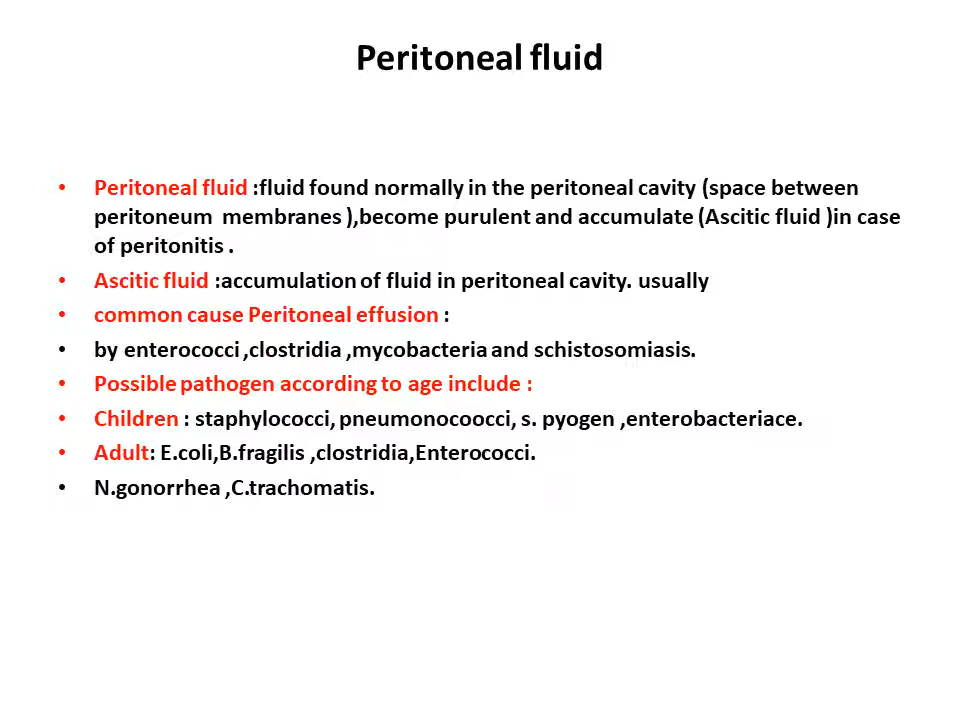 Peritoneal fluid
• Peritoneal fluid :fluid found normally in the peritoneal cavity (space between
peritoneum membranes ),become purulent and accumulate (Ascitic fluid )in case
of peritonitis .
• Ascitic fluid :accumulation of fluid in peritoneal cavity. usually
• common cause Peritoneal effusion :
• by enterococci ,clostridia ,mycobacteria and schistosomiasis.
• Possible pathogen according to age include :
• Children : staphylococci, pneumonocoocci, s. pyogen ,enterobacteriace.
• Adult: E.coli,B.fragilis ,clostridia,Enterococci.
• N.gonorrhea ,C.trachomatis.